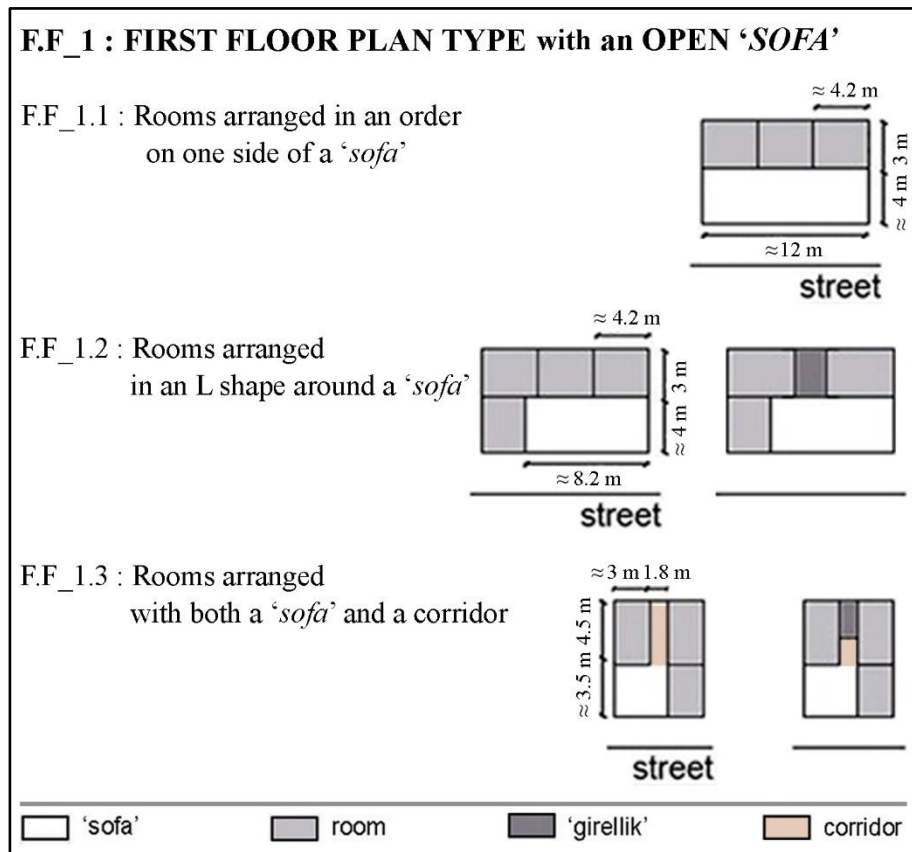 F.F_1 : FIRST FLOOR PLAN TYPE with an OPEN ‘SOFA’
F.F_1.1 : Rooms arranged in an order
on one side of a ‘sofa’
≈ 4.2 m
3 m
≈ 4 m
≈12 m
street
F.F_1.2 : Rooms arranged
in an L shape around a ‘sofa’
≈ 4.2 m
3 m
≈ 4 m
≈ 8.2 m
street
F.F_1.3 : Rooms arranged
with both a ‘sofa’ and a corridor
≈3 m 1.8 m
4.5 m
≈ 3.5 m
street
‘sofa’
room
‘girellik’
corridor